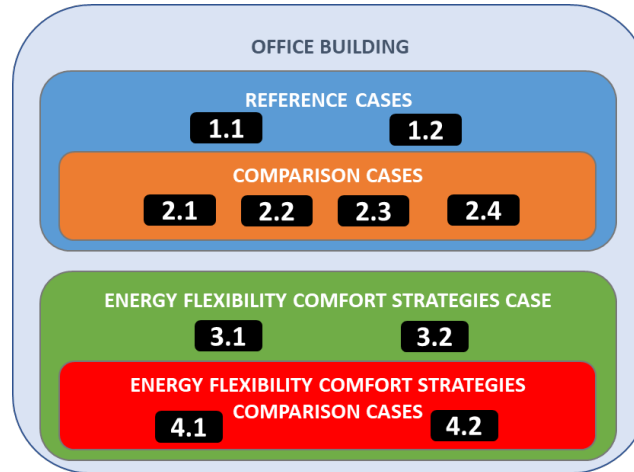 OFFICE BUILDING
REFERENCE CASES
1.1 1.2
COMPARISON CASES
2.1 2.2 2.3 2.4
ENERGY FLEXIBILITY COMFORT STRATEGIES CASE
3.1 3.2
ENERGY FLEXIBILITY COMFORT STRATEGIES
COMPARISON CASES
4.1 4.2